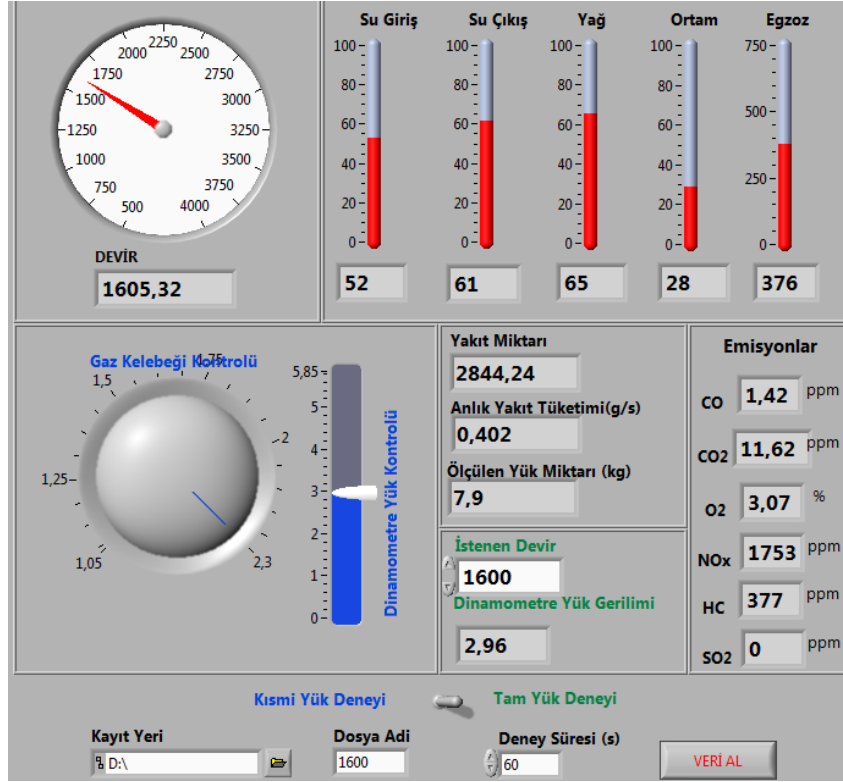 Su Giriş Su Çıkış Yağ Ortam Egzoz
2250
2000 2500
1750 2750
1500 3000
1250 3250
1000 3500
750 3750
500 4000
100 100 100 100 750
80 80 80 80
60 60 60 60 500
40 40 40 40 250
20 20 20 20
0 0 0 0 0
DEVİR
1605,32
52 61 65 28 376
Gaz Kelebeği Kontrolü
1,75
1,5
2
1,25
1,05
2,3
5,85
5
4
3
2
1
0
Dinamometre Yük Kontrolü
Yakıt Miktarı
2844,24
Anlık Yakıt Tüketimi(g/s)
0,402
Ölçülen Yük Miktarı (kg)
7,9
İstenen Devir
1600
Dinamometre Yük Gerilimi
2,96
Emisyonlar
CO 1,42 ppm
CO2 11,62 ppm
O2 3,07 %
NOx 1753 ppm
HC 377 ppm
SO2 0 ppm
Kısmi Yük Deneyi Tam Yük Deneyi
Kayıt Yeri Dosya Adi Deney Süresi (s)
D:\ 1600 60 VERİ AL